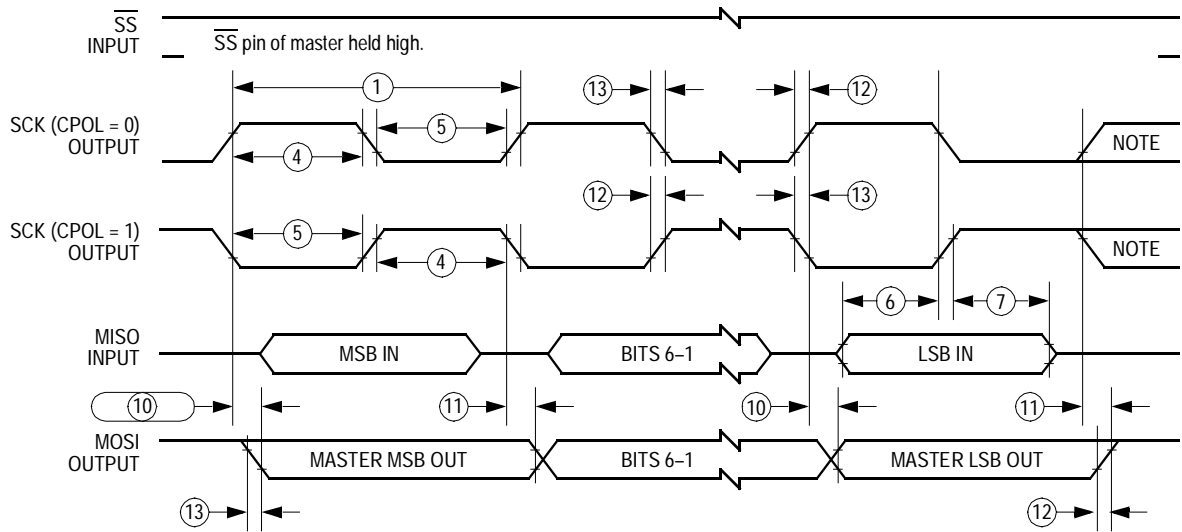 SS
INPUT
SS pin of master held high.
1
13
12
SCK (CPOL = 0)
OUTPUT
5
4
NOTE
12
13
SCK (CPOL = 1)
OUTPUT
5
4
NOTE
6
7
MISO
INPUT
MSB IN
BITS 6–1
LSB IN
10
11
10
11
MOSI
OUTPUT
MASTER MSB OUT
BITS 6–1
MASTER LSB OUT
13
12